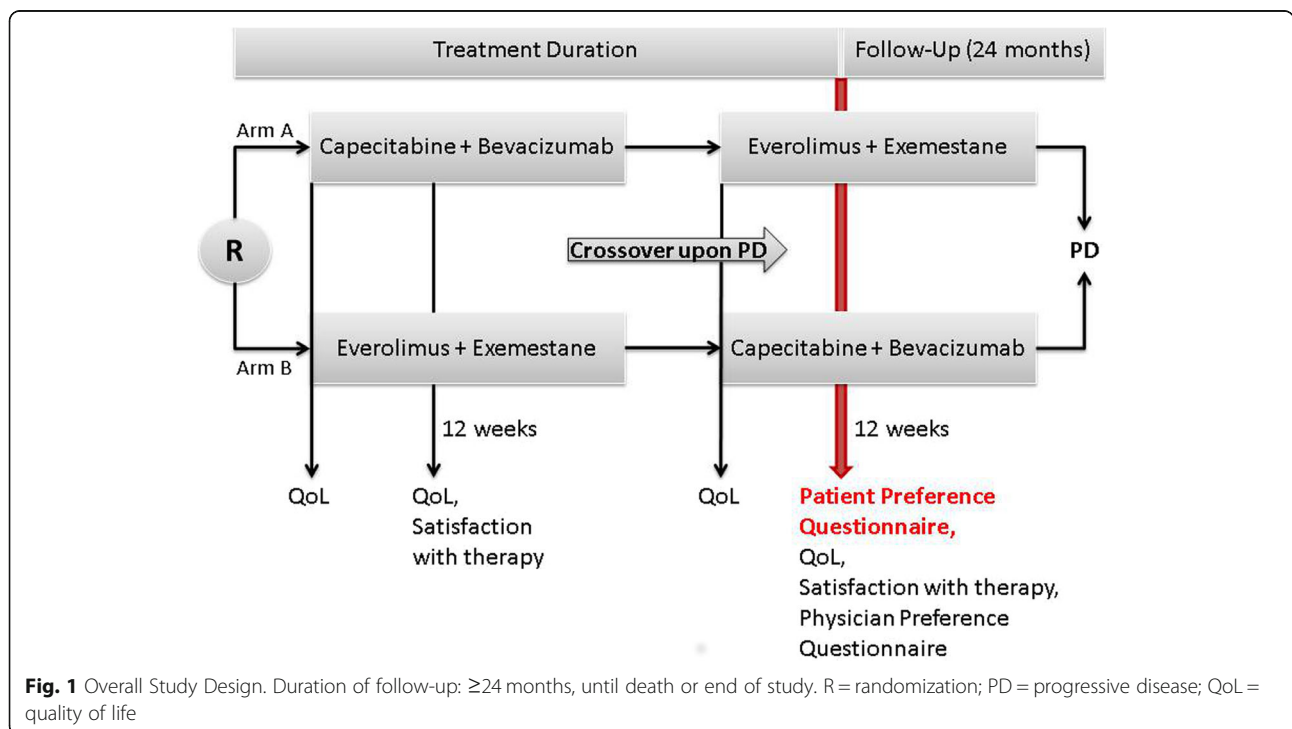 Treatment Duration
Follow-Up (24 months)
Arm A
Capecitabine + Bevacizumab
Everolimus + Exemestane
R
Crossover upon PD
PD
Arm B
Everolimus + Exemestane
Capecitabine + Bevacizumab
12 weeks
12 weeks
QoL
QoL,
Satisfaction
with therapy
QoL
Patient Preference
Questionnaire,
QoL,
Satisfaction with therapy,
Physician Preference
Questionnaire
Fig. 1 Overall Study Design. Duration of follow-up: ≥24 months, until death or end of study. R = randomization; PD = progressive disease; QoL =
quality of life